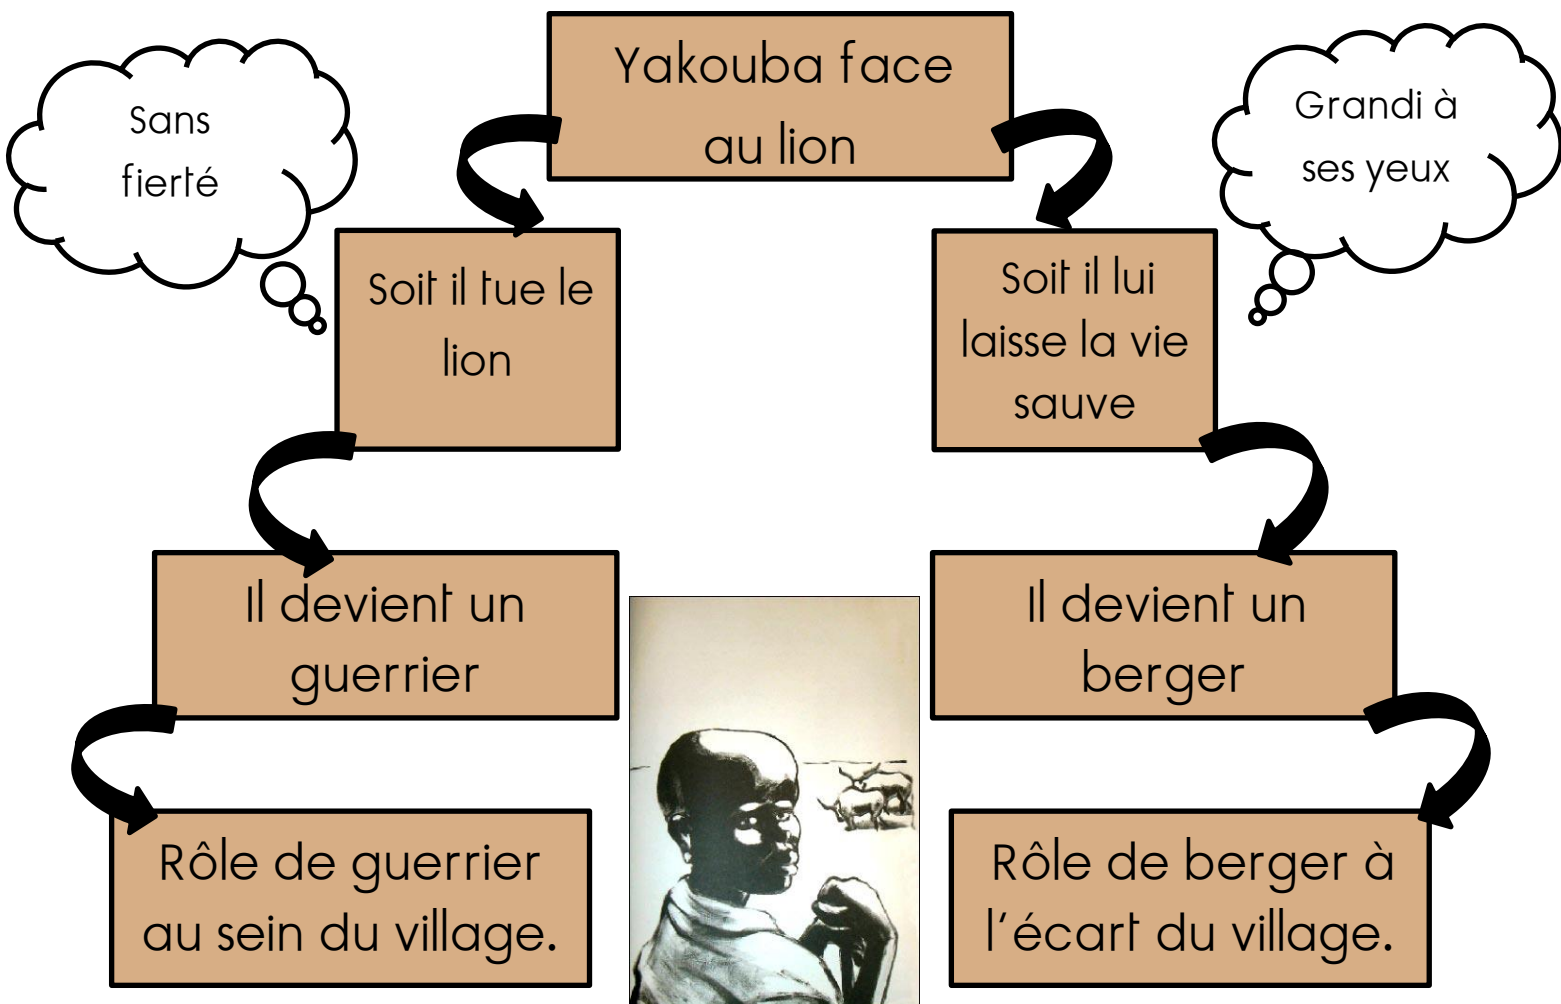 Yakouba face
au lion
Sans
fierté
Grandi à
ses yeux
Soit il tue le
lion
Soit il lui
laisse la vie
sauve
Il devient un
guerrier
Il devient un
berger
Rôle de guerrier
au sein du village.
Rôle de berger à
l'écart du village.